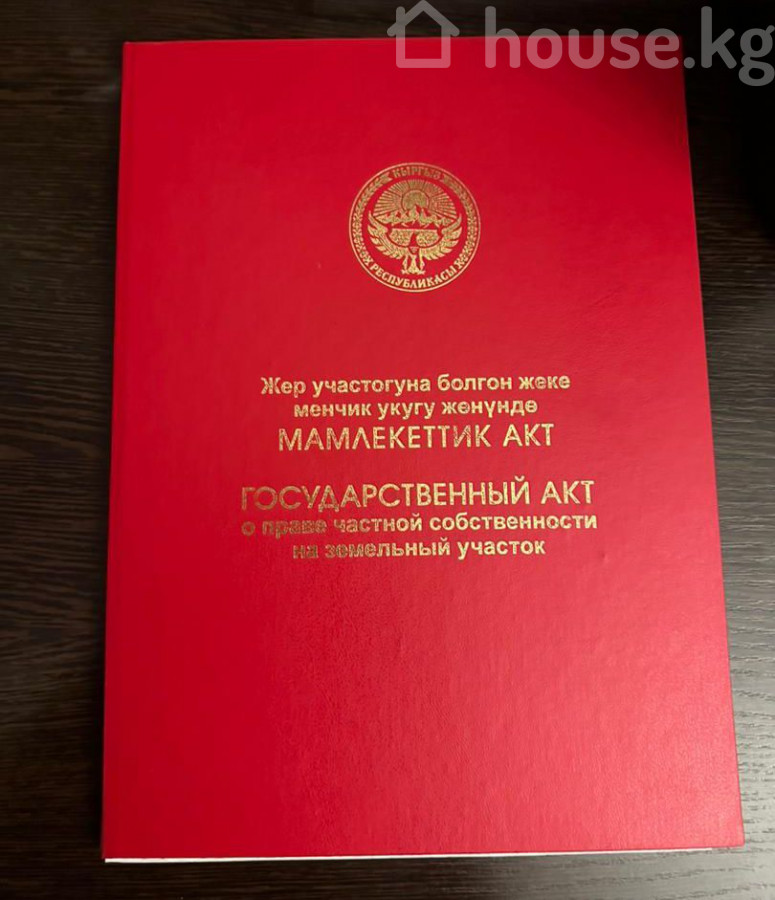 house.kg
КЫРГЫЗ
РЕСПУБЛИКАСЫ
Жер участогуна болгон жеке
менчик укугу жөнүндө
МАМЛЕКЕТТИК АКТ
ГОСУДАРСТВЕННЫЙ АКТ
о праве частной собственности
на земельный участок